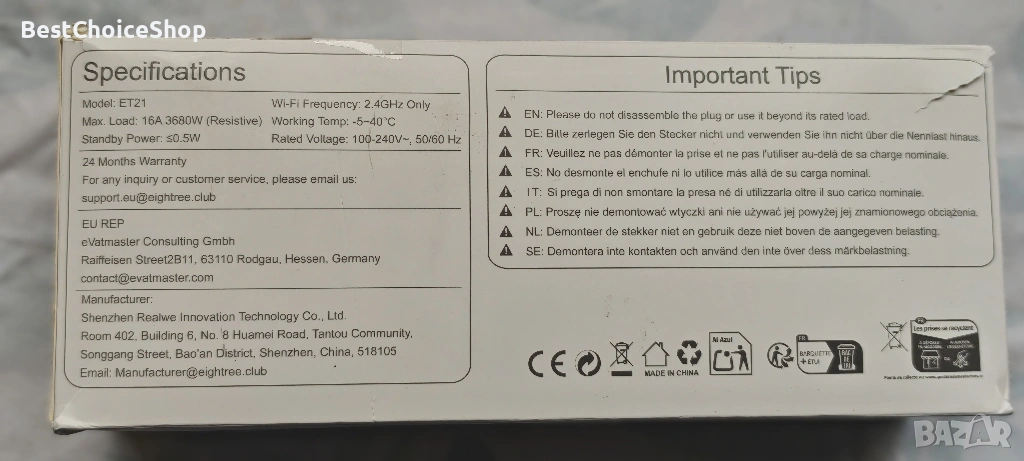 BestChoiceShop
Specifications
Model: ET21
Wi-Fi Frequency: 2.4GHz Only
Max. Load: 16A 3680W (Resistive)
Working Temp: -5~40°C
Standby Power: ≤0.5W
Rated Voltage: 100-240V~, 50/60 Hz
24 Months Warranty
For any inquiry or customer service, please email us:
support.eu@eightree.club
EU REP
eVatmaster Consulting Gmbh
Raiffeisen Street2B11, 63110 Rodgau, Hessen, Germany
contact@evatmaster.com
Manufacturer:
Shenzhen Realwe Innovation Technology Co., Ltd.
Room 402, Building 6, No. 8 Huamei Road, Tantou Community,
Songgang Street, Bao'an District, Shenzhen, China, 518105
Email: Manufacturer@eightree.club
Important Tips
EN: Please do not disassemble the plug or use it beyond its rated load.
DE: Bitte zerlegen Sie den Stecker nicht und verwenden Sie ihn nicht über die Nennlast hinaus.
FR: Veuillez ne pas démonter la prise et ne pas l'utiliser au-delà de sa charge nominale.
ES: No desmonte el enchufe ni lo utilice más allá de su carga nominal.
IT: Si prega di non smontare la presa né di utilizzarla oltre il suo carico nominale.
PL: Proszę nie demontować wtyczki ani nie używać jej powyżej jej znamionowego obciążenia.
NL: Demonteer de stekker niet en gebruik deze niet boven de aangegeven belasting.
SE: Demontera inte kontakten och använd den inte över dess märkbelastning.
CE
MADE IN CHINA
Al Azul
FR
BARQUETTE
+ ETUI
BAC DE TRI
FR
Les prises se recyclent
BAZAR